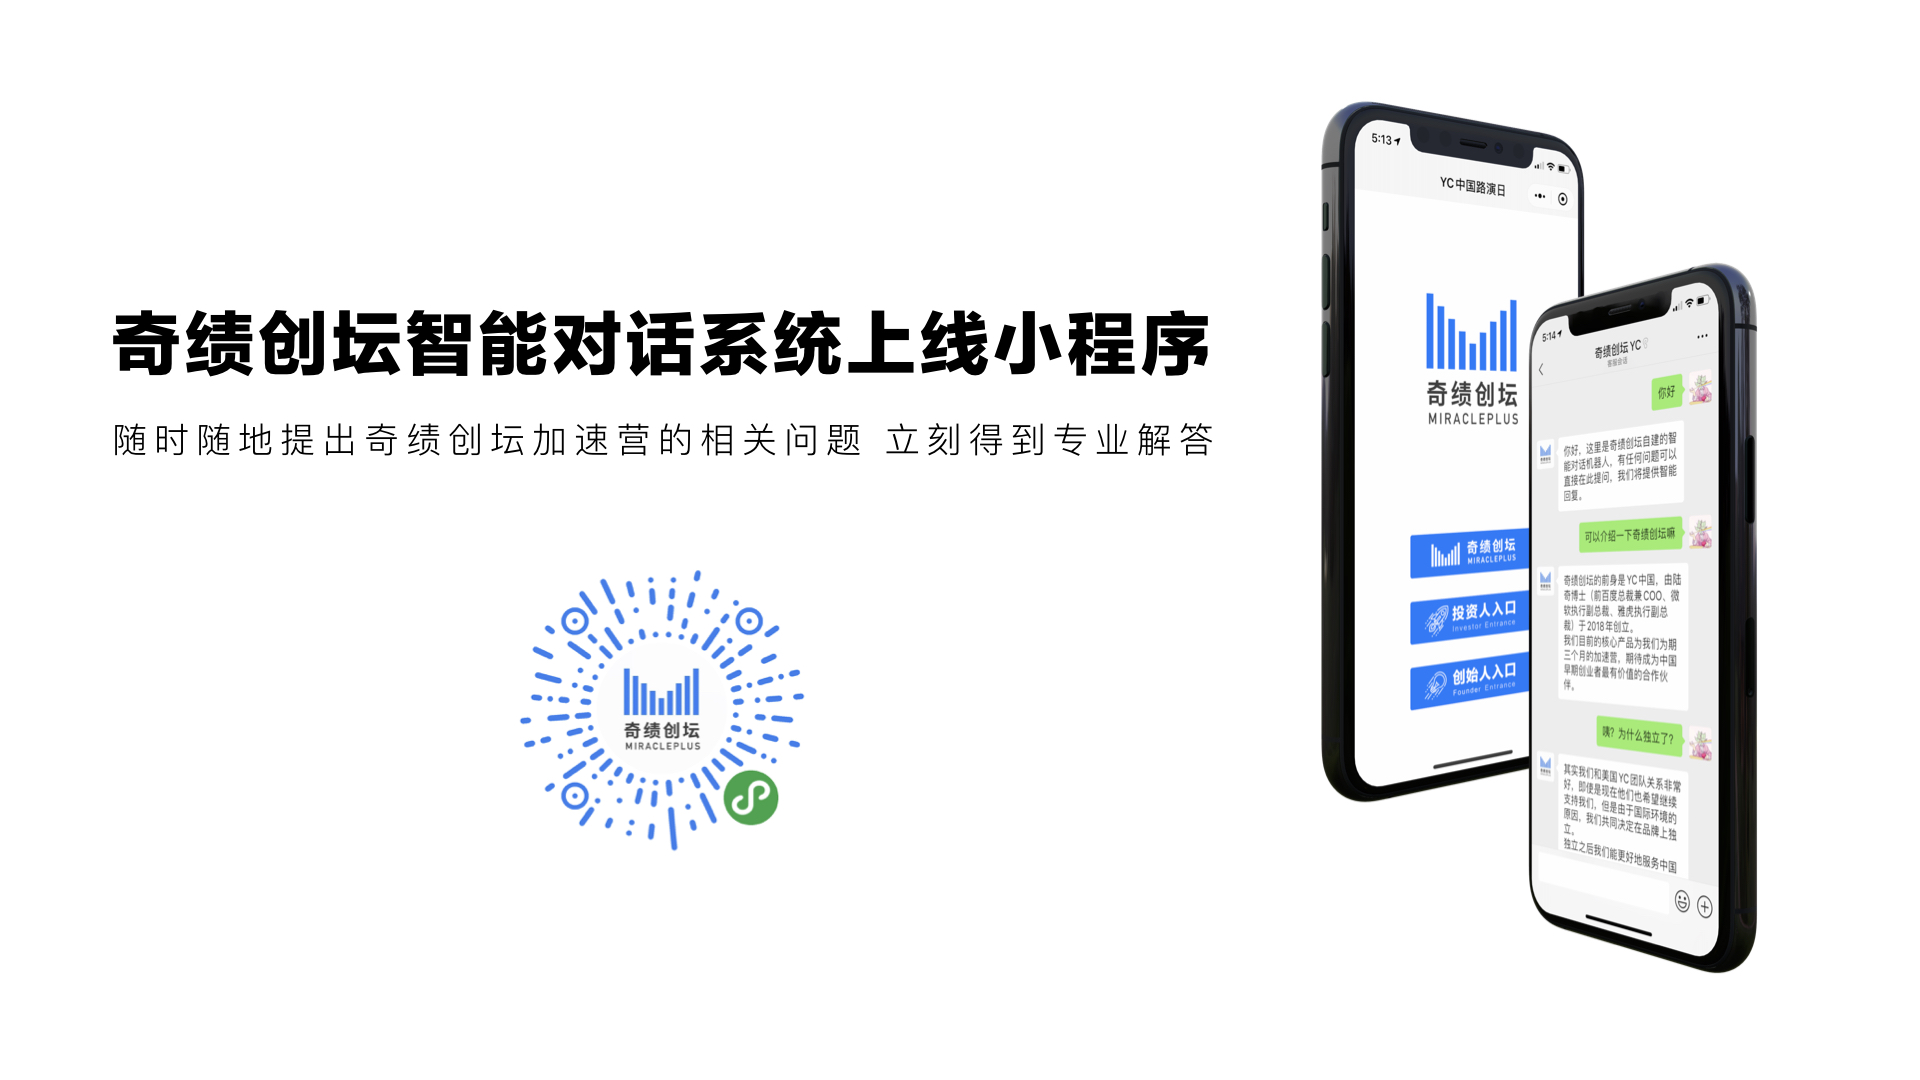 奇绩创坛智能对话系统上线小程序
随时随地提出奇绩创坛加速营的相关问题 立刻得到专业解答
奇绩创坛
MIRACLEPLUS
5:13
YC中国路演日
奇绩创坛
MIRACLEPLUS
奇绩创坛
MIRACLEPLUS
投资人入口
Investor Entrance
创始人入口
Founder Entrance
5:14
奇绩创坛 YC
客服会话
你好
你好,这里是奇绩创坛自建的智
能对话机器人,有任何问题可以
直接在此提问,我们将提供智能
回复。
可以介绍一下奇绩创坛嘛
奇绩创坛的前身是 YC 中国,由陆
奇博士(前百度总裁兼 COO、微
软执行副总裁、雅虎执行副总
裁)于 2018 年创立。
我们目前的核心产品为我们为期
三个月的加速营,期待成为中国
早期创业者最有价值的合作伙
伴。
咦?为什么独立了?
其实我们和美国 YC 团队关系非常
好,即使是现在他们也希望继续
支持我们,但是由于国际环境的
原因,我们共同决定在品牌上独
立。
独立之后我们能更好地服务中国